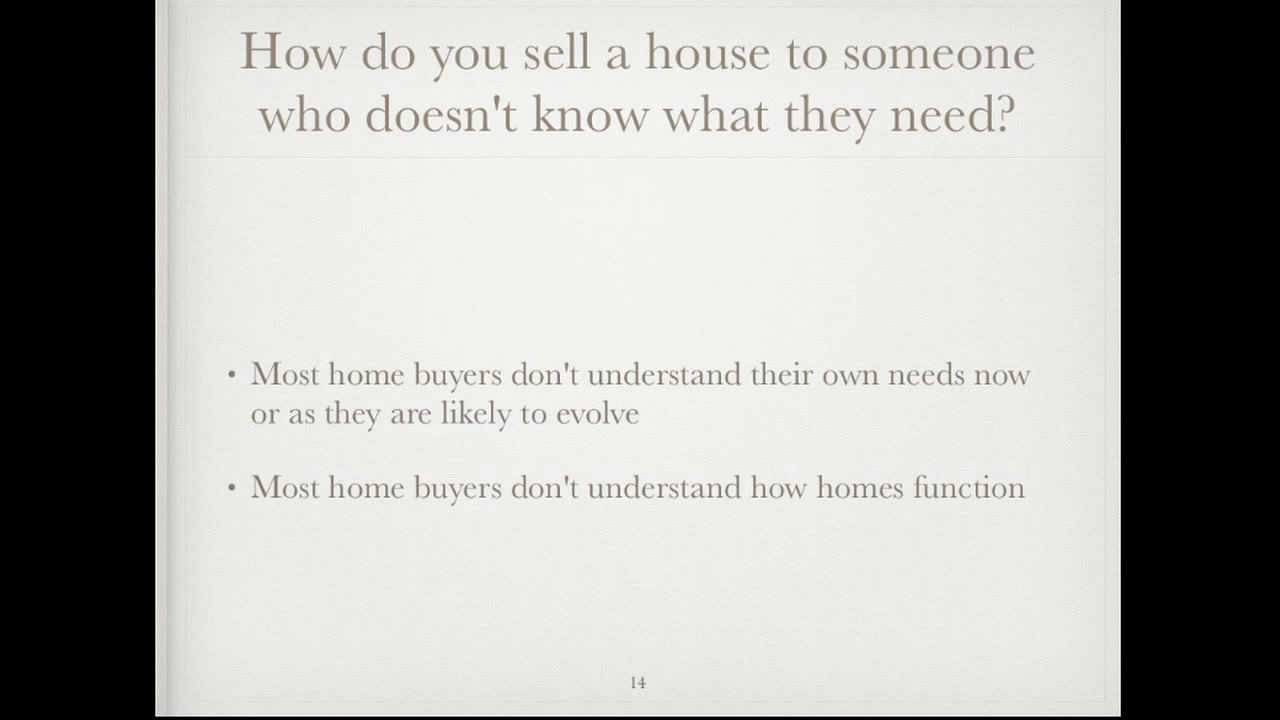 How do you sell a house to someone
who doesn't know what they need?
• Most home buyers don't understand their own needs now
or as they are likely to evolve
• Most home buyers don't understand how homes function
14